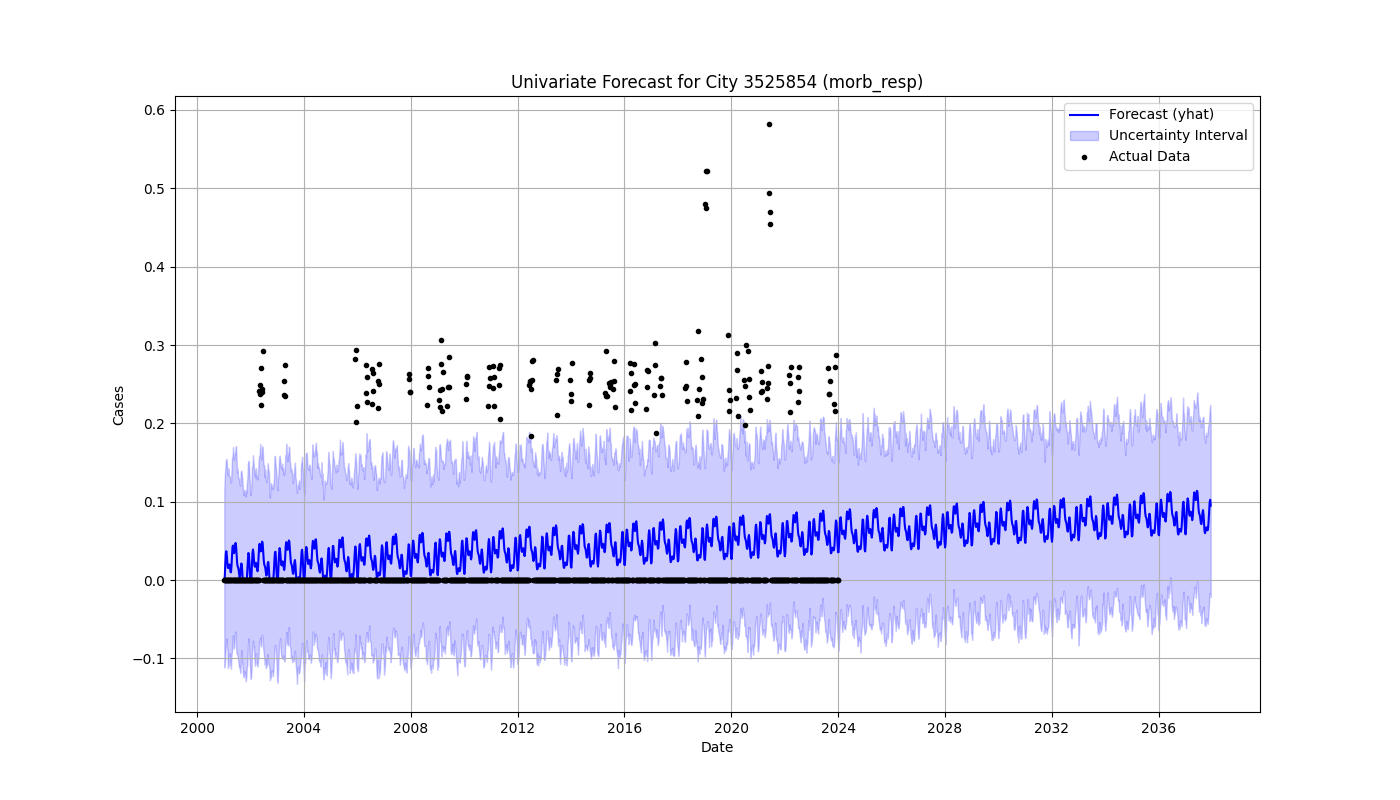 Univariate Forecast for City 3525854 (morb_resp)
Forecast (yhat)
Uncertainty Interval
Actual Data
Cases
0.6
0.5
0.4
0.3
0.2
0.1
0.0
−0.1
2000 2004 2008 2012 2016 2020 2024 2028 2032 2036
Date